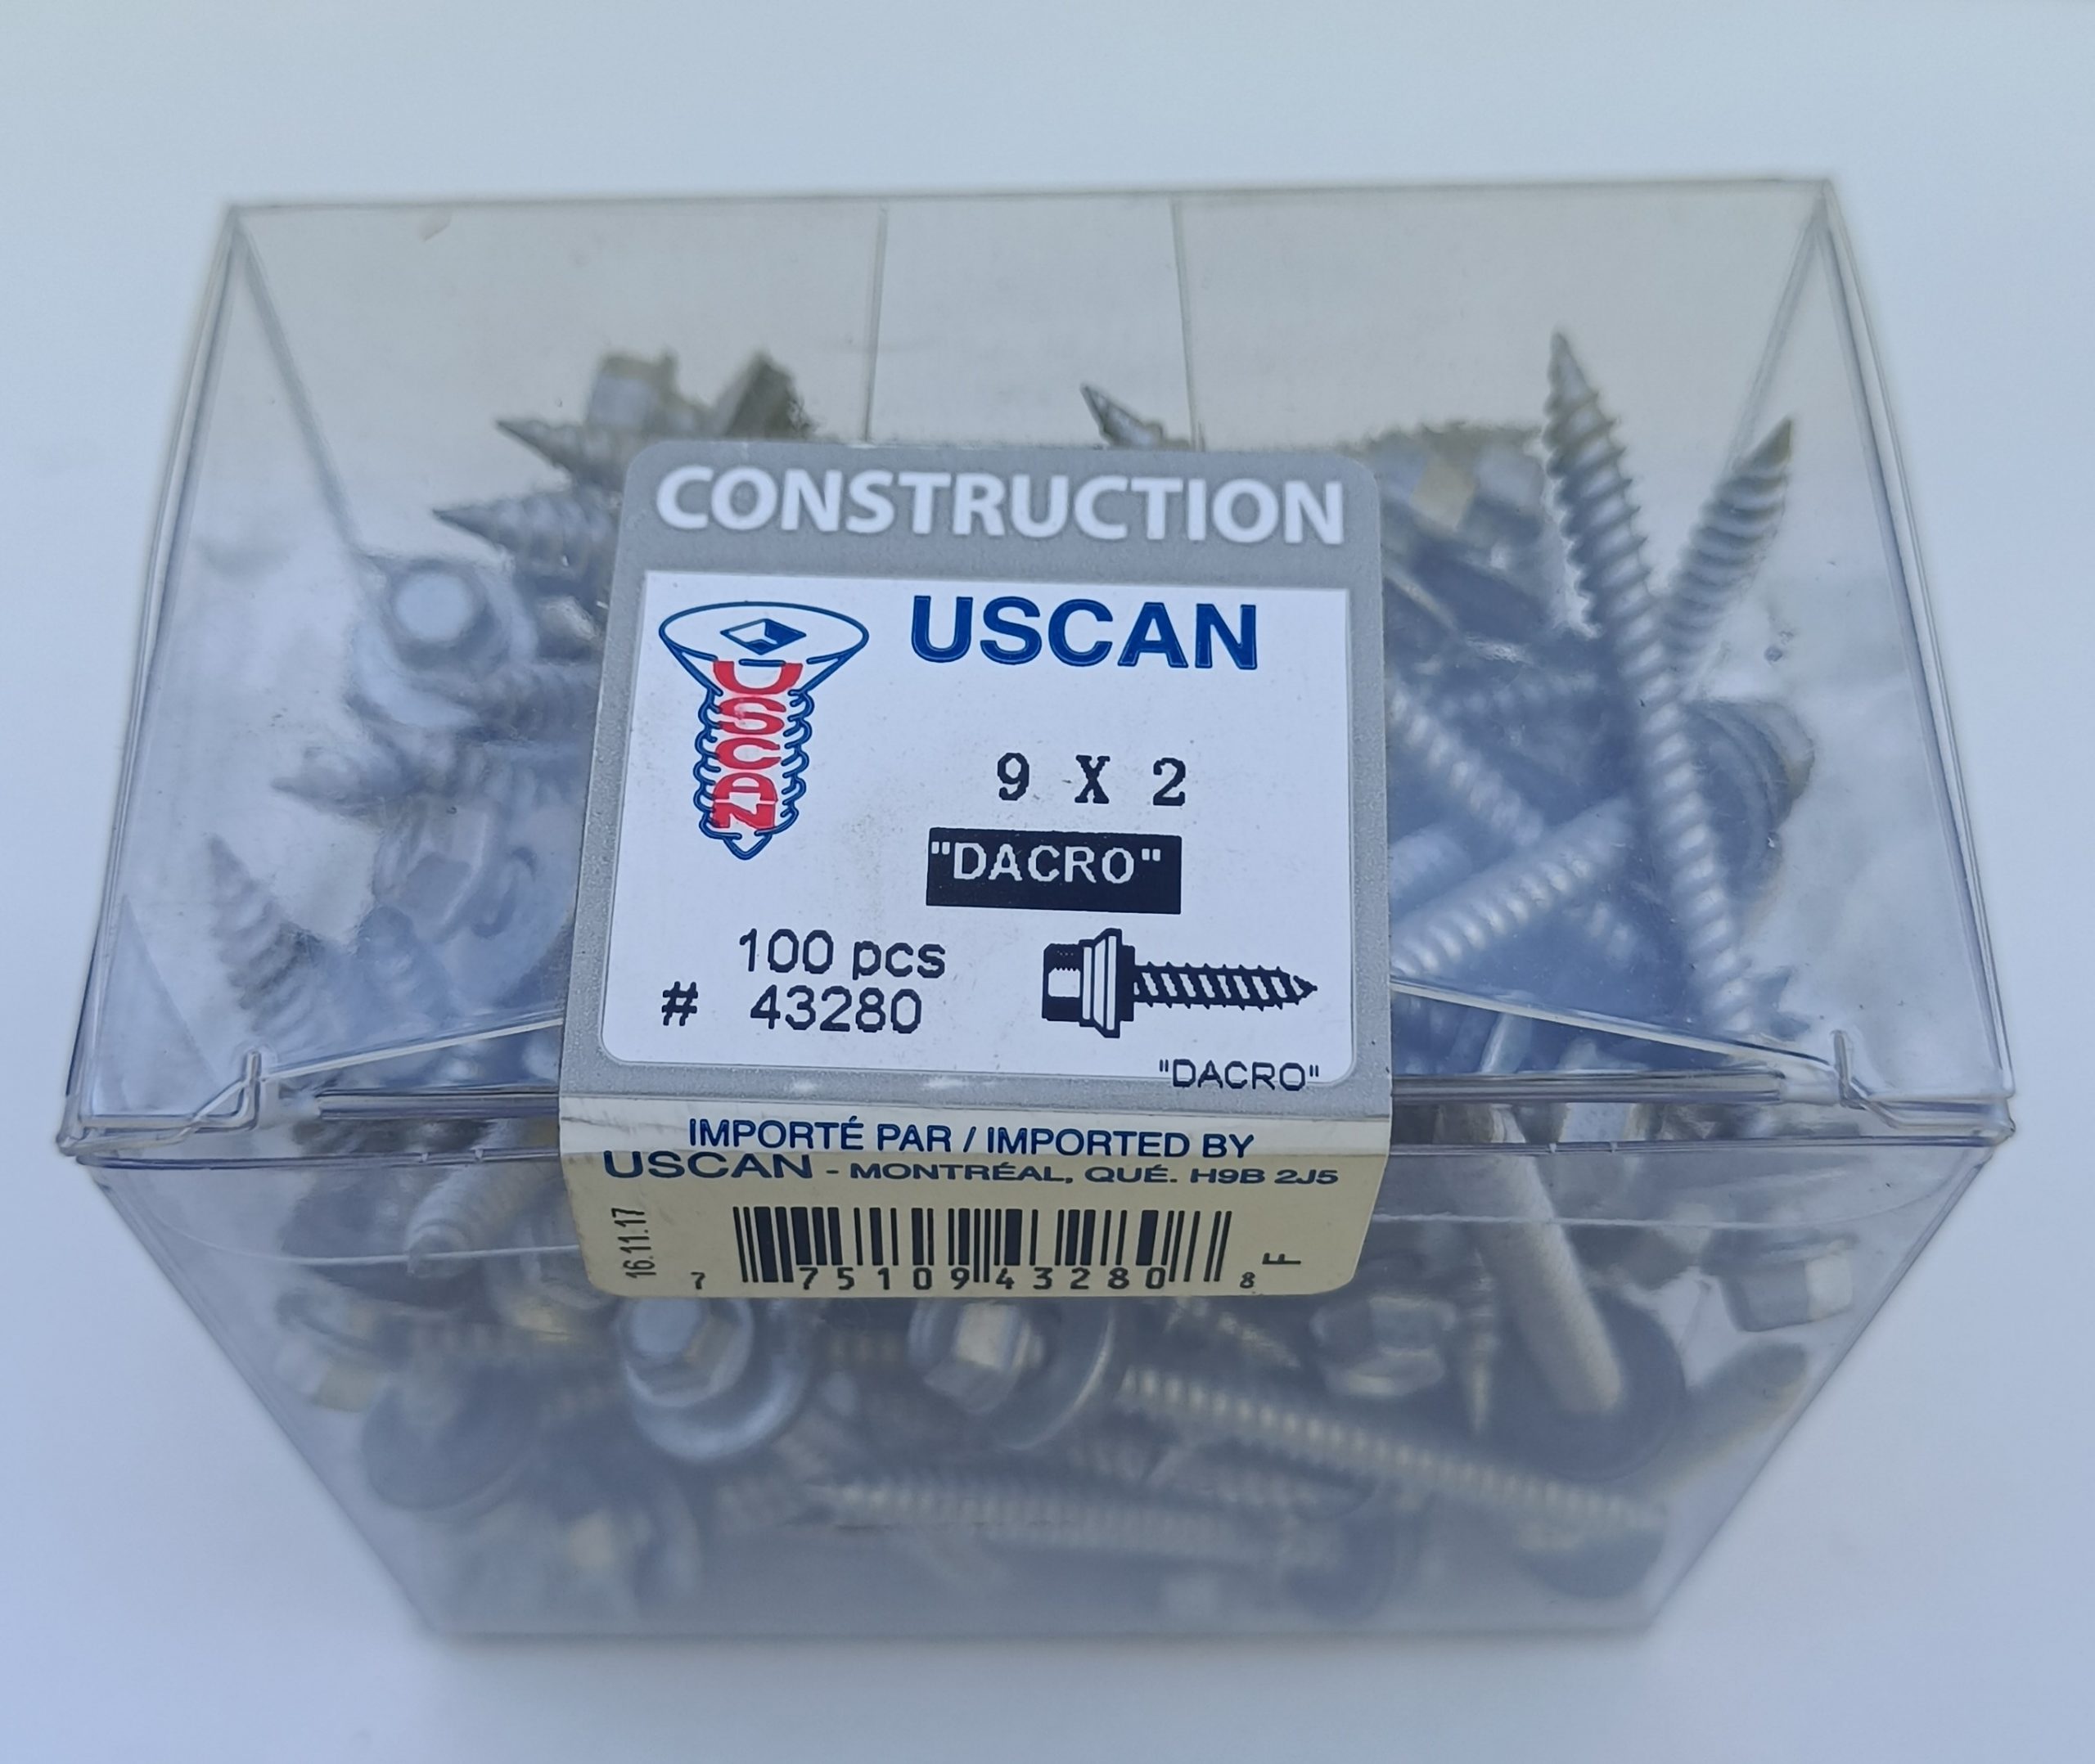 CONSTRUCTION
USCAN
USCAN
9 X 2
"DACRO"
100 pcs
# 43280
"DACRO"
IMPORTÉ PAR / IMPORTED BY
USCAN - MONTRÉAL, QUÉ. H9B 2J5
16.11.17
7 75109 43280 8
F